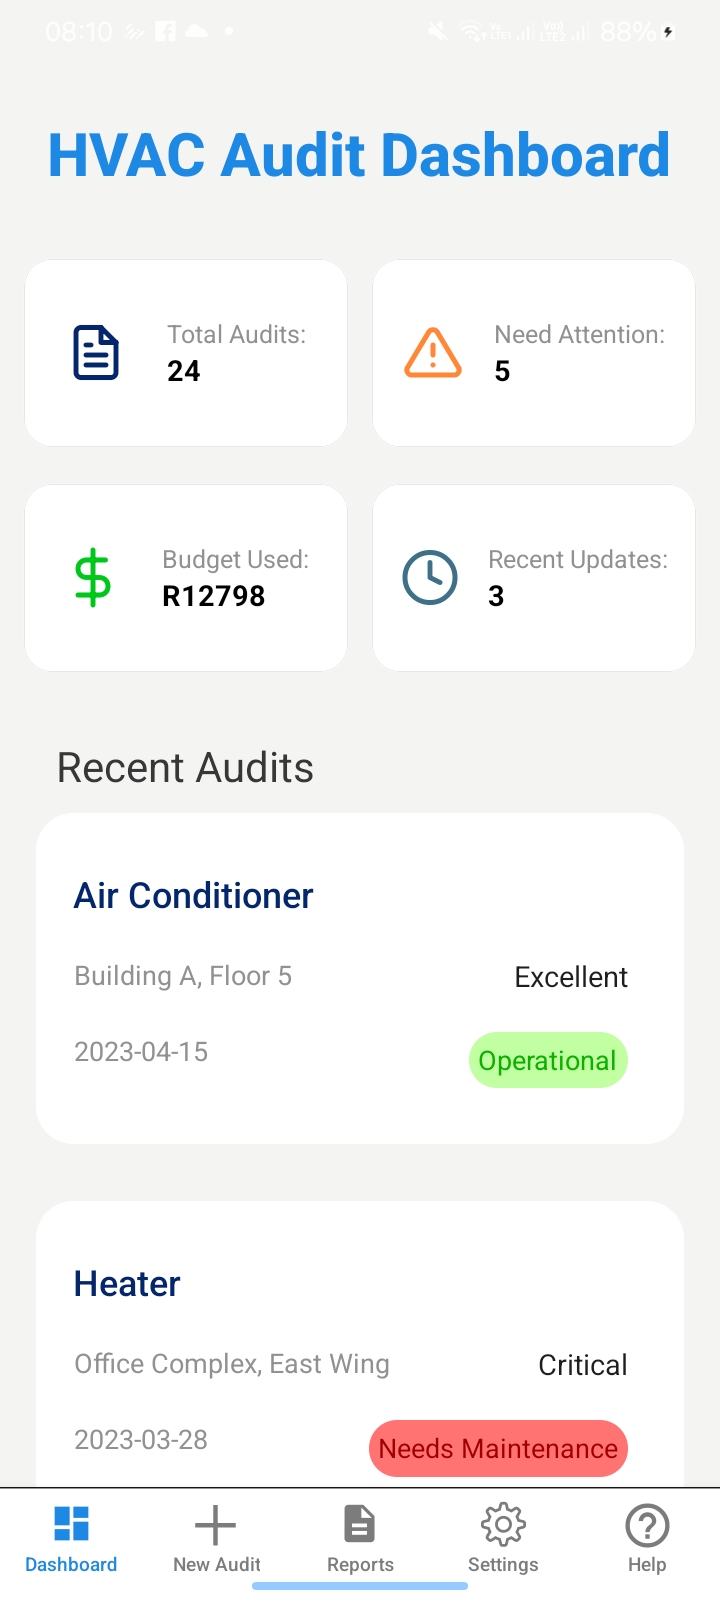 08:10
88%
HVAC Audit Dashboard
Total Audits:
24
Need Attention:
5
Budget Used:
R12798
Recent Updates:
3
Recent Audits
Air Conditioner
Building A, Floor 5
Excellent
2023-04-15
Operational
Heater
Office Complex, East Wing
Critical
2023-03-28
Needs Maintenance
Dashboard
New Audit
Reports
Settings
Help